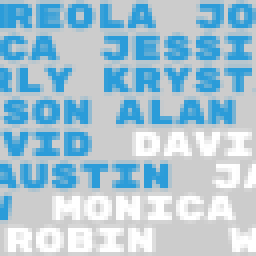 REOLA JO
CA JESSI
RLY KRYST
SON ALAN
VID DAVI
AUSTIN JA
MONICA
ROBIN W